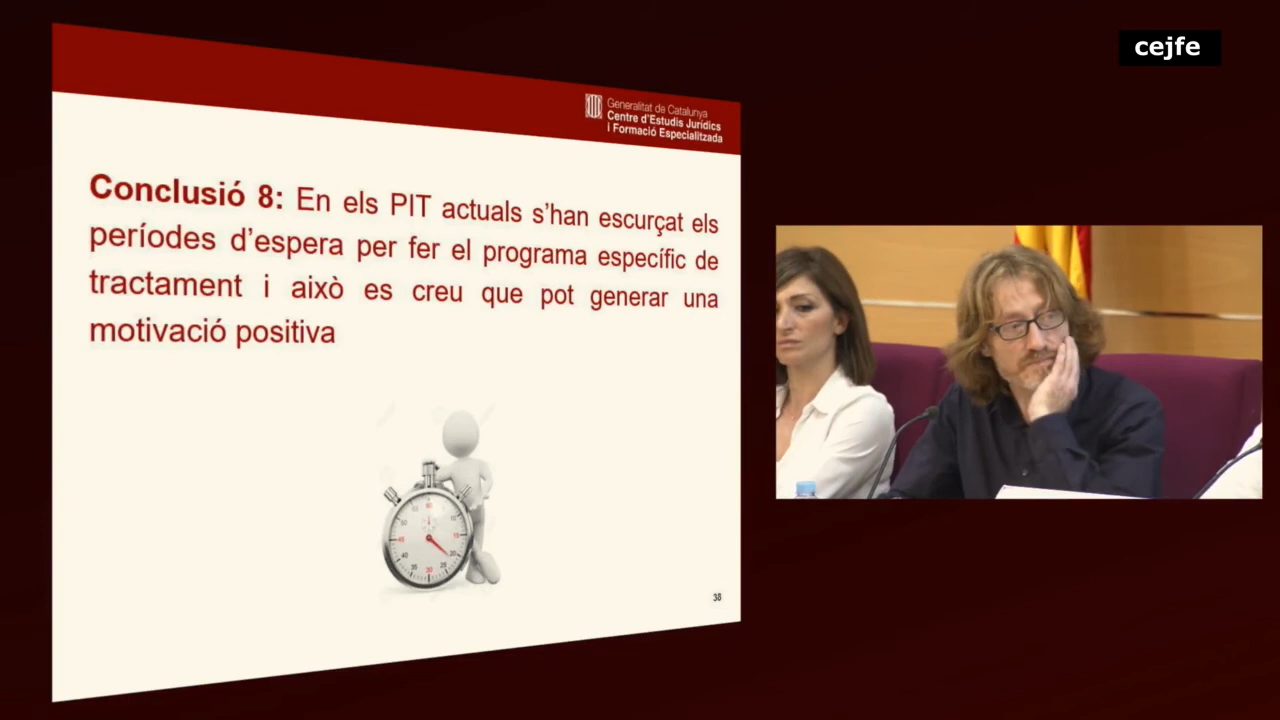 cejfe
Generalitat de Catalunya
Centre d'Estudis Jurídics
i Formació Especialitzada
Conclusió 8: En els PIT actuals s'han escurçat els
períodes d'espera per fer el programa específic de
tractament i això es creu que pot generar una
motivació positiva
38